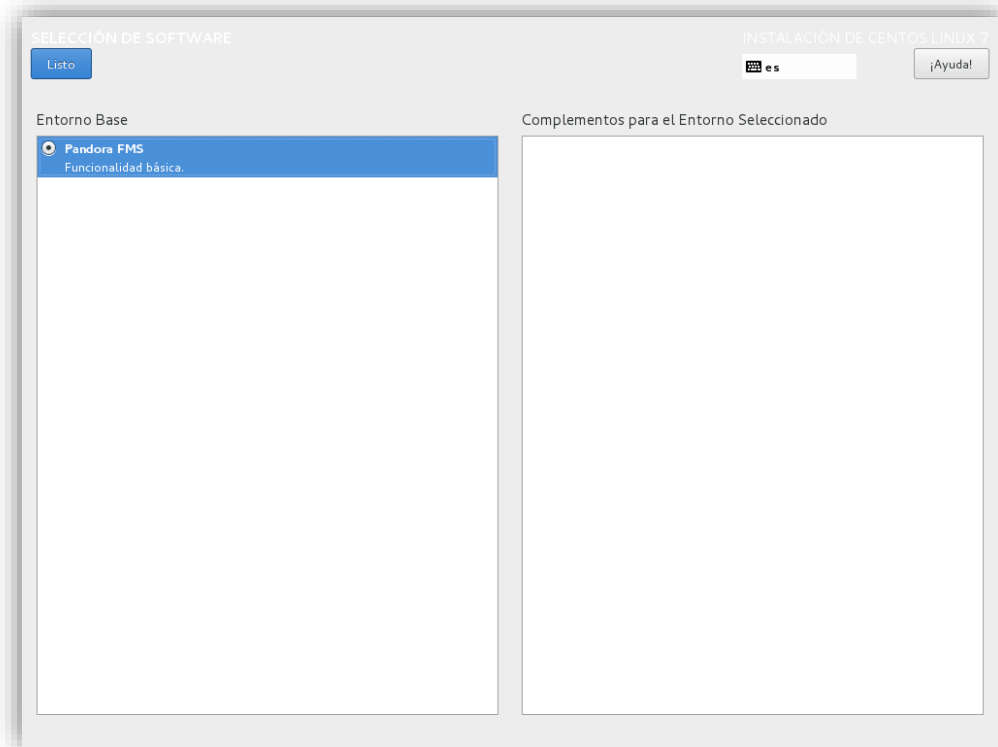 SELECCIÓN DE SOFTWARE
INSTALACIÓN DE CENTOS LINUX 7
Listo
es
¡Ayuda!
Entorno Base
Complementos para el Entorno Seleccionado
Pandora FMS
Funcionalidad básica.